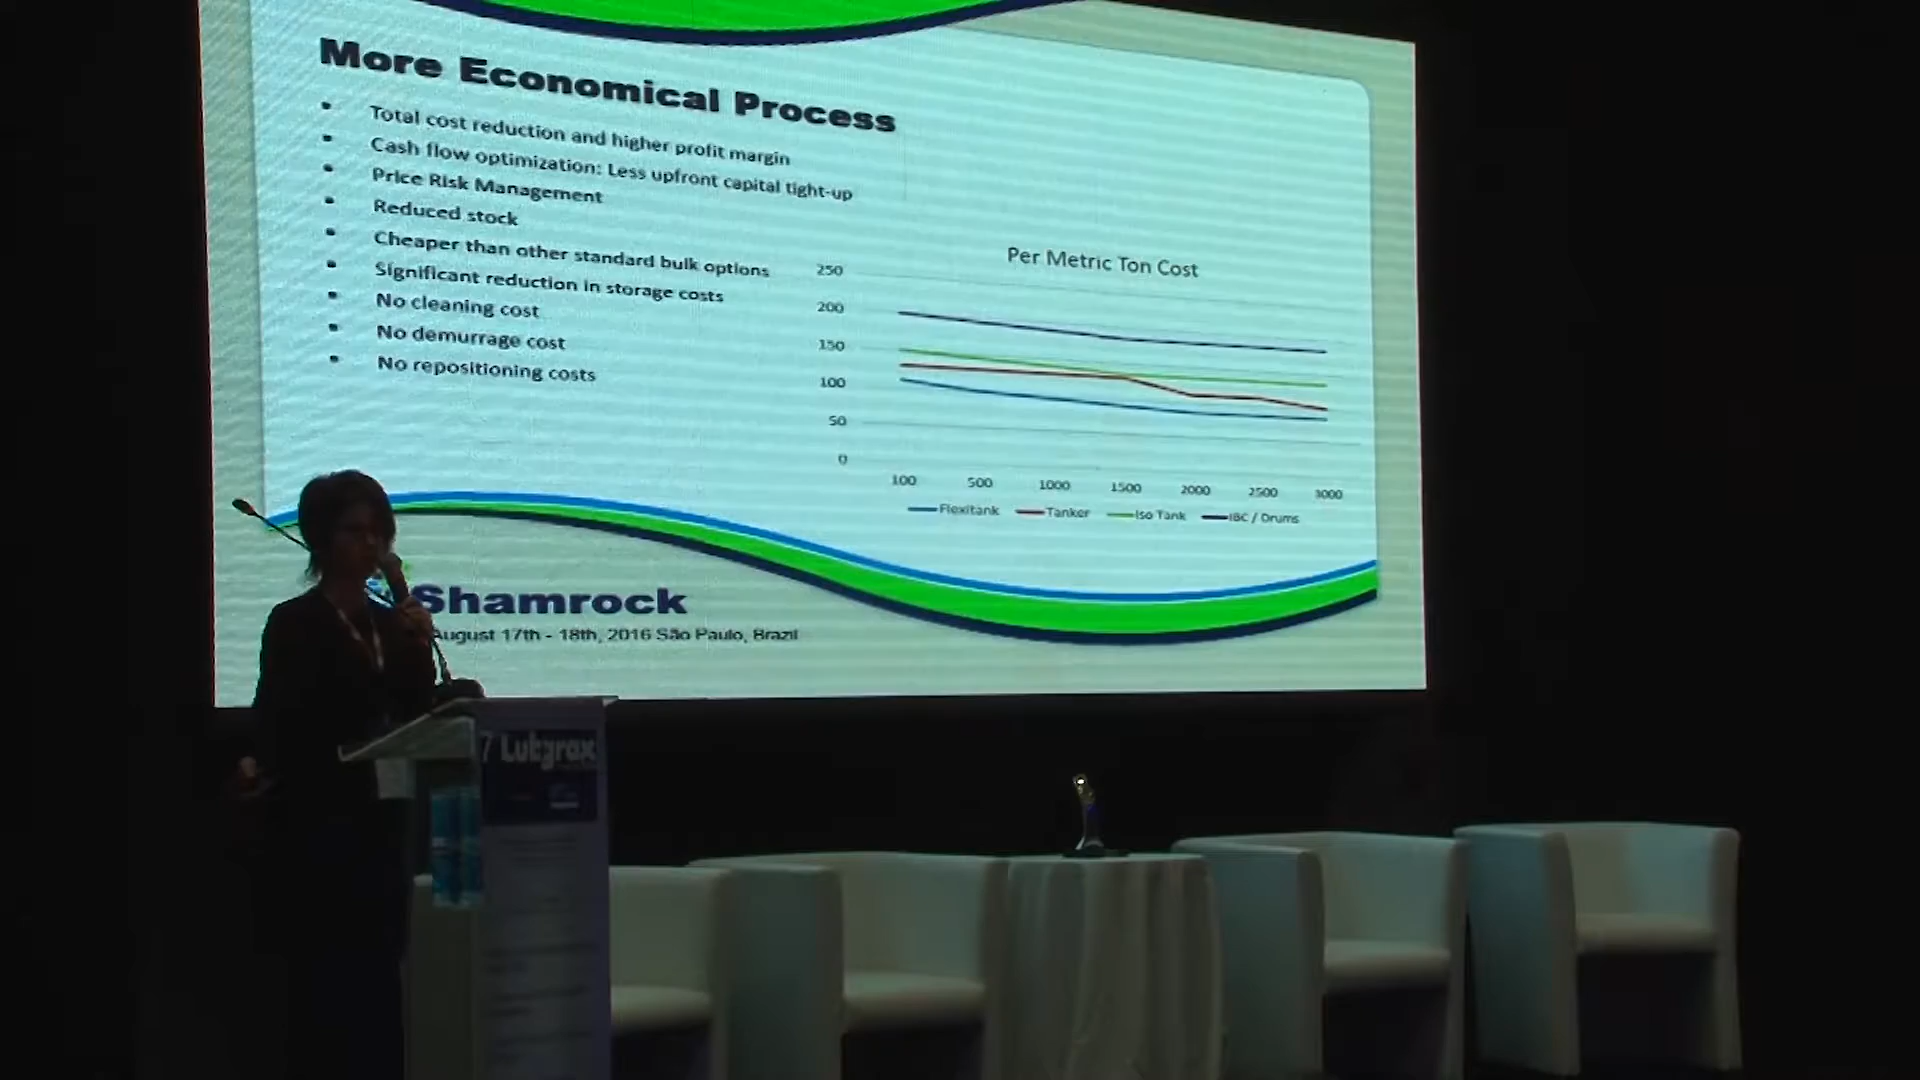 More Economical Process
Total cost reduction and higher profit margin
Cash flow optimization: Less upfront capital tight-up
Price Risk Management
Reduced stock
Cheaper than other standard bulk options
Significant reduction in storage costs
No cleaning cost
No demurrage cost
No repositioning costs
Per Metric Ton Cost
250
200
150
100
50
0
100 500 1000 1500 2000 2500 3000
Flexitank Tanker Iso Tank IBC / Drums
Shamrock
August 17th - 18th, 2016 São Paulo, Brazil
7 Lubgrax